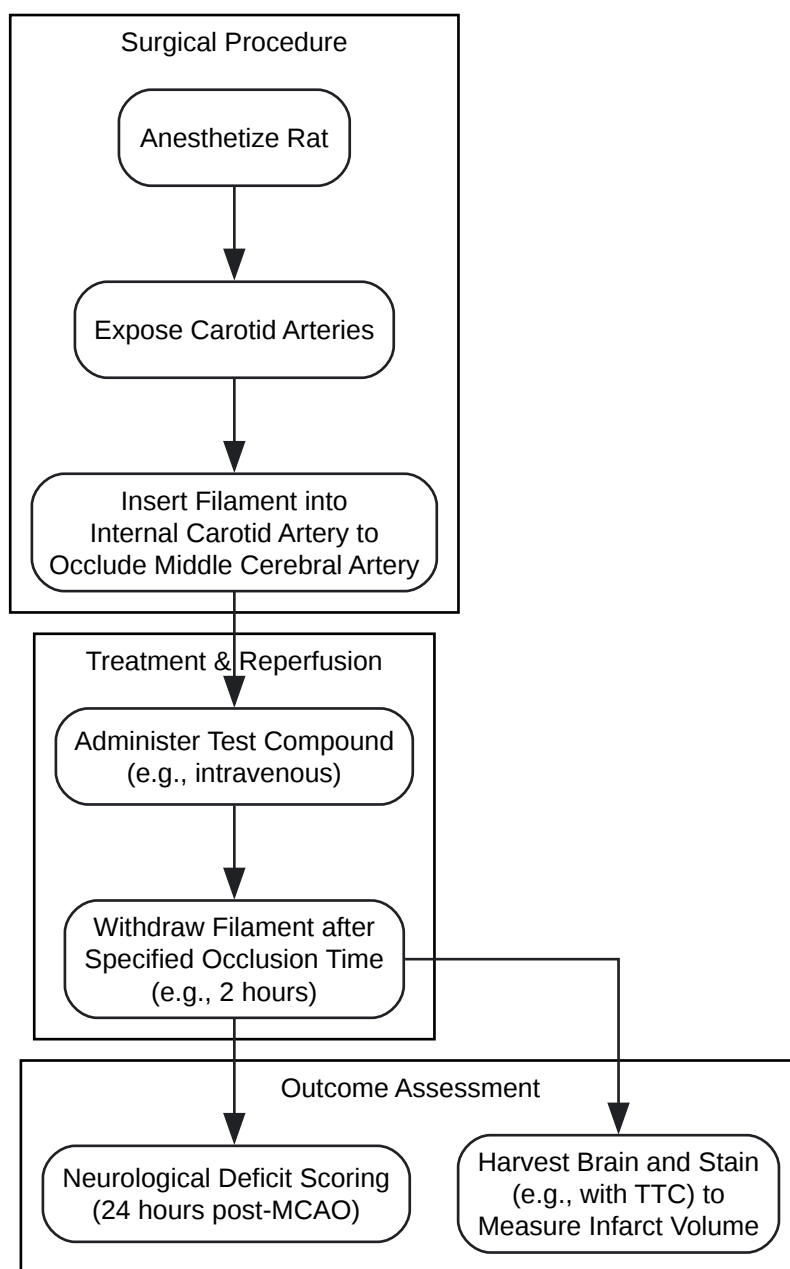 Surgical Procedure
Anesthetize Rat
Expose Carotid Arteries
Insert Filament into
Internal Carotid Artery to
Occlude Middle Cerebral Artery
Treatment & Reperfusion
Administer Test Compound
(e.g., intravenous)
Withdraw Filament after
Specified Occlusion Time
(e.g., 2 hours)
Outcome Assessment
Neurological Deficit Scoring
(24 hours post-MCAO)
Harvest Brain and Stain
(e.g., with TTC) to
Measure Infarct Volume